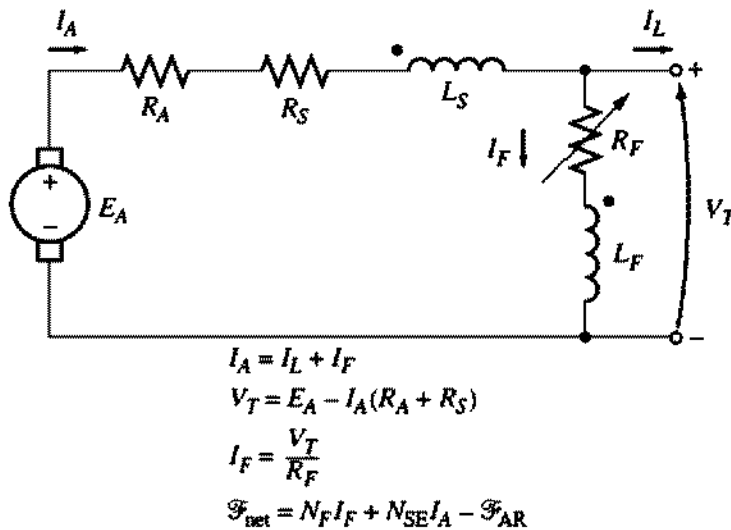 I_A I_L
R_A R_S L_S +
I_F R_F
+ E_A V_T
−
L_F
−
I_A = I_L + I_F
V_T = E_A − I_A(R_A + R_S)
I_F = V_T / R_F
ℱ_net = N_F I_F + N_SE I_A − ℱ_AR